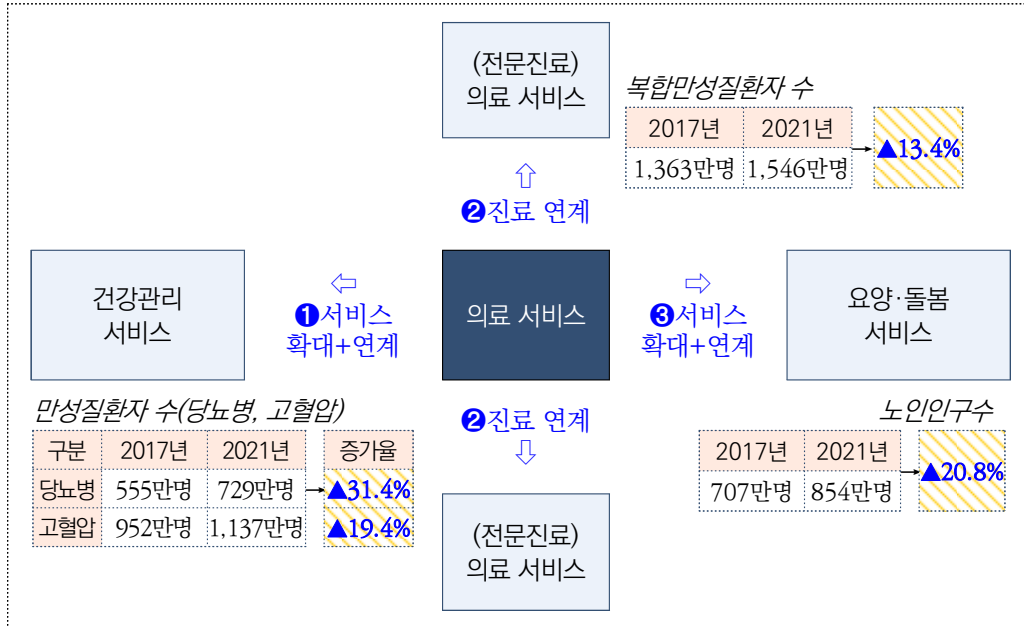 (전문진료)
의료 서비스
복합만성질환자 수
2017년 2021년
1,363만명 1,546만명
▲13.4%
⇧
❷진료 연계
건강관리
서비스
⇦
❶서비스
확대+연계
의료 서비스
⇨
❸서비스
확대+연계
요양·돌봄
서비스
❷진료 연계
⇩
만성질환자 수(당뇨병, 고혈압)
구분 2017년 2021년 증가율
당뇨병 555만명 729만명 ▲31.4%
고혈압 952만명 1,137만명 ▲19.4%
노인인구수
2017년 2021년
707만명 854만명
▲20.8%
(전문진료)
의료 서비스